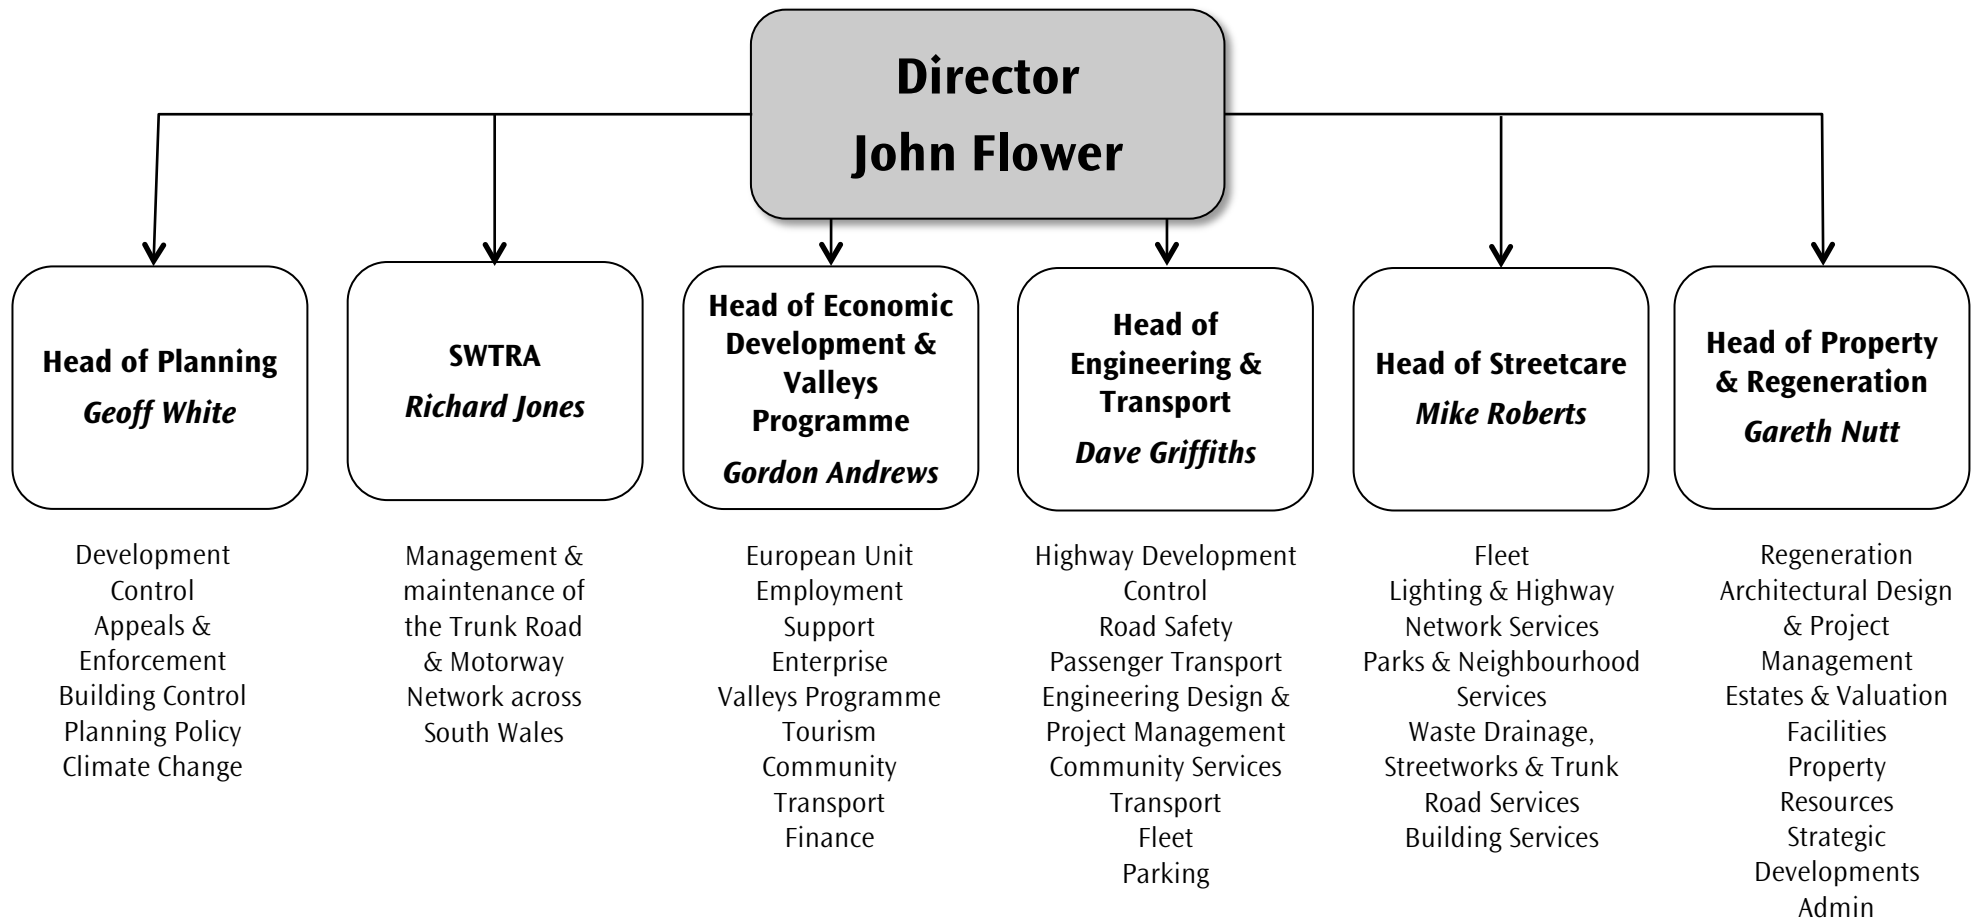 Director
John Flower
Head of Planning
Geoff White
Development
Control
Appeals &
Enforcement
Building Control
Planning Policy
Climate Change
SWTRA
Richard Jones
Management &
maintenance of
the Trunk Road
& Motorway
Network across
South Wales
Head of Economic
Development &
Valleys
Programme
Gordon Andrews
European Unit
Employment
Support
Enterprise
Valleys Programme
Tourism
Community
Transport
Finance
Head of
Engineering &
Transport
Dave Griffiths
Highway Development
Control
Road Safety
Passenger Transport
Engineering Design &
Project Management
Community Services
Transport
Fleet
Parking
Head of Streetcare
Mike Roberts
Fleet
Lighting & Highway
Network Services
Parks & Neighbourhood
Services
Waste Drainage,
Streetworks & Trunk
Road Services
Building Services
Head of Property
& Regeneration
Gareth Nutt
Regeneration
Architectural Design
& Project
Management
Estates & Valuation
Facilities
Property
Resources
Strategic
Developments
Admin